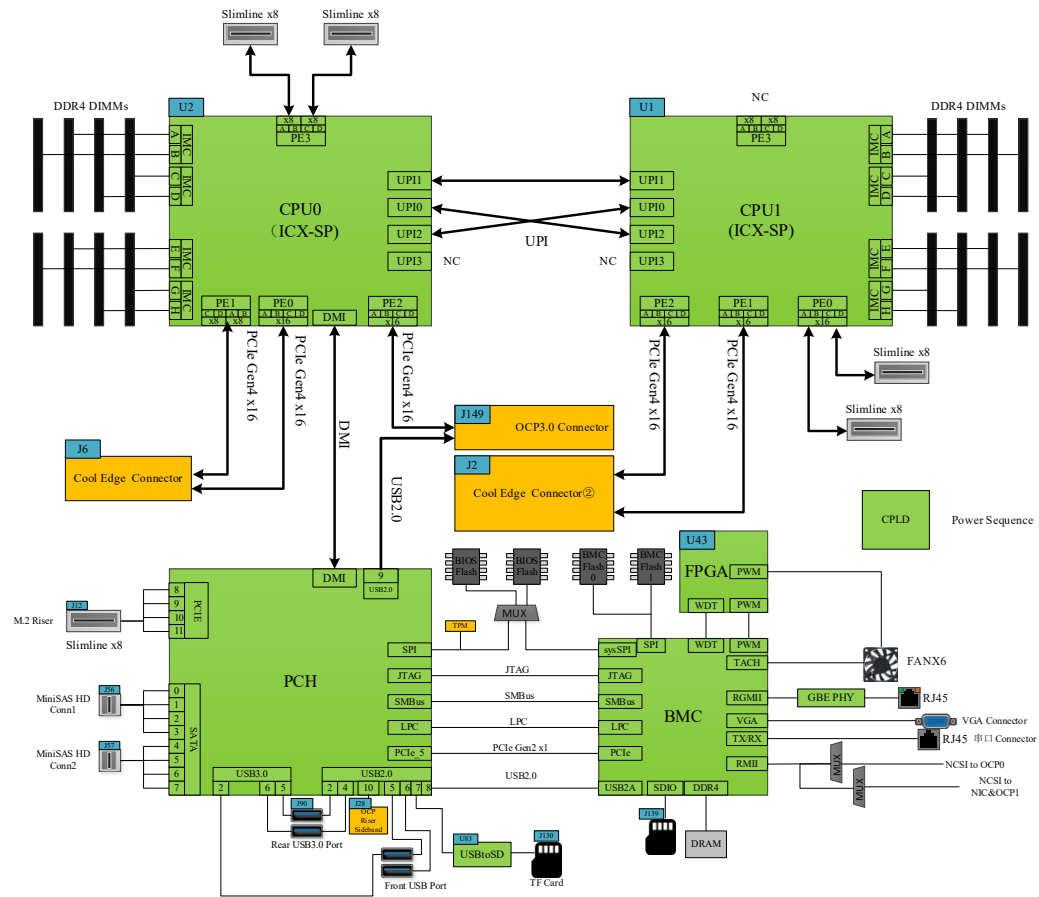 Slimline x8
Slimline x8
DDR4 DIMMs
U2
x8
x8
A
B
C
D
PE3
U1
NC
x8
x8
A
B
C
D
PE3
DDR4 DIMMs
A
B
IMC
C
D
IMC
E
F
IMC
G
H
IMC
CPU0
（ICX-SP)
UPI1
UPI0
UPI2
UPI3
NC
UPI
NC
UPI1
UPI0
UPI2
UPI3
CPU1
(ICX-SP)
IMC
A
B
IMC
C
D
IMC
E
F
IMC
G
H
PE1
C
D
A
B
x8
x8
PE0
A
B
C
D
x16
DMI
PE2
A
B
C
D
x16
PE2
A
B
C
D
x16
PE1
A
B
C
D
x16
PE0
A
B
C
D
x16
PCIe Gen4 x16
PCIe Gen4 x16
DMI
PCIe Gen4 x16
PCIe Gen4 x16
PCIe Gen4 x16
Slimline x8
Slimline x8
J6
Cool Edge Connector
J149
OCP3.0 Connector
J2
Cool Edge Connector②
USB2.0
CPLD
Power Sequence
DMI
9
USB2.0
BIOS
Flash
BIOS
Flash
BMC
Flash
0
BMC
Flash
1
U43
FPGA
PWM
WDT
PWM
MUX
TPM
M.2 Riser
J12
Slimline x8
8
9
10
11
PCIE
PCH
SPI
JTAG
SMBus
LPC
PCIe_5
JTAG
SMBus
LPC
PCIe Gen2 x1
USB2.0
SPI
WDT
PWM
sysSPI
JTAG
SMBus
LPC
PCIe
USB2A
SDIO
DDR4
BMC
TACH
RGMII
VGA
TX/RX
RMII
FANX6
GBE PHY
RJ45
VGA Connector
RJ45 串口 Connector
MUX
NCSI to OCP0
MUX
NCSI to
NIC&OCP1
MiniSAS HD
Conn1
J56
MiniSAS HD
Conn2
J57
0
1
2
3
4
5
6
7
SATA
USB3.0
2
6
5
USB2.0
2
4
10
5
6
7
8
J90
Rear USB3.0 Port
J28
OCP
Riser
Sideband
Front USB Port
U83
USBtoSD
J130
TF Card
J139
DRAM